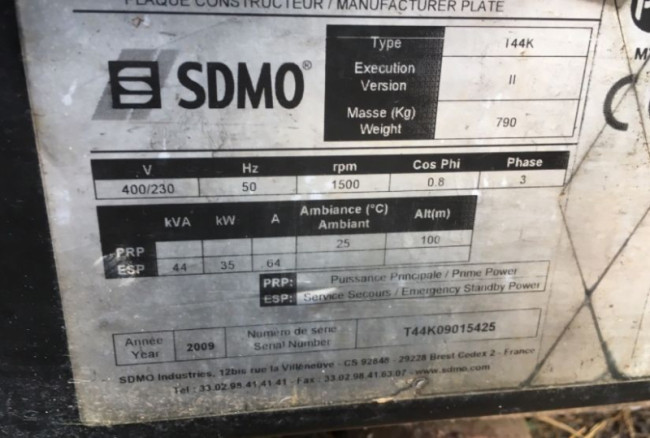 PLAQUE CONSTRUCTEUR / MANUFACTURER PLATE
SDMO®
Type T44K
Execution Version II
Masse (Kg) Weight 790
V Hz rpm Cos Phi Phase
400/230 50 1500 0.8 3
kVA kW A Ambiance (°C) Ambiant Alt(m)
PRP 25 100
ESP 44 35 64
PRP: Puissance Principale / Prime Power
ESP: Service Secours / Emergency Standby Power
Année Year 2009 Numéro de série Serial Number T44K09015425
SDMO Industries, 12bis rue la Villeneuve - CS 92848 - 29228 Brest Cedex 2 - France
Tél : 33.02.98.41.41.41 - Fax : 33.02.98.41.63.07 - www.sdmo.com